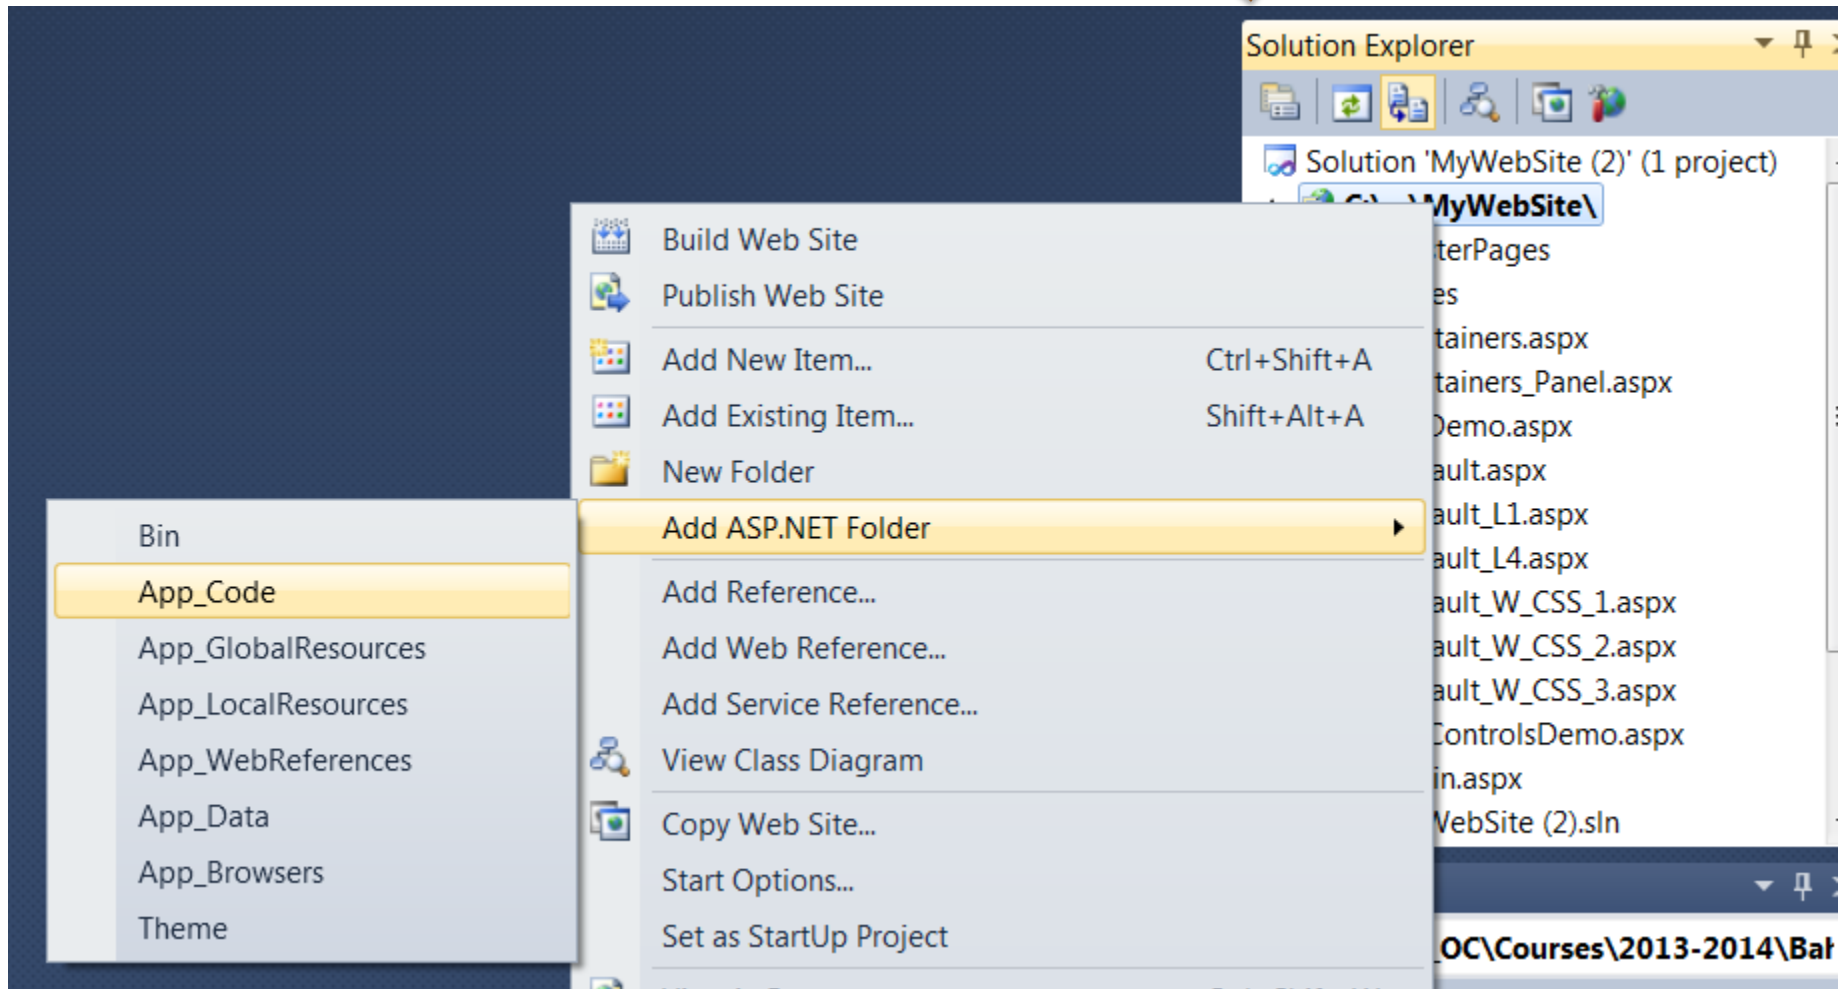 Solution Explorer
Solution 'MyWebSite (2)' (1 project)
\MyWebSite\
terPages
es
tainers.aspx
tainers_Panel.aspx
Demo.aspx
ault.aspx
ault_L1.aspx
ault_L4.aspx
ault_W_CSS_1.aspx
ault_W_CSS_2.aspx
ault_W_CSS_3.aspx
ControlsDemo.aspx
in.aspx
WebSite (2).sln
_OC\Courses\2013-2014\Bah
Build Web Site
Publish Web Site
Add New Item... Ctrl+Shift+A
Add Existing Item... Shift+Alt+A
New Folder
Add ASP.NET Folder
Add Reference...
Add Web Reference...
Add Service Reference...
View Class Diagram
Copy Web Site...
Start Options...
Set as StartUp Project
Bin
App_Code
App_GlobalResources
App_LocalResources
App_WebReferences
App_Data
App_Browsers
Theme